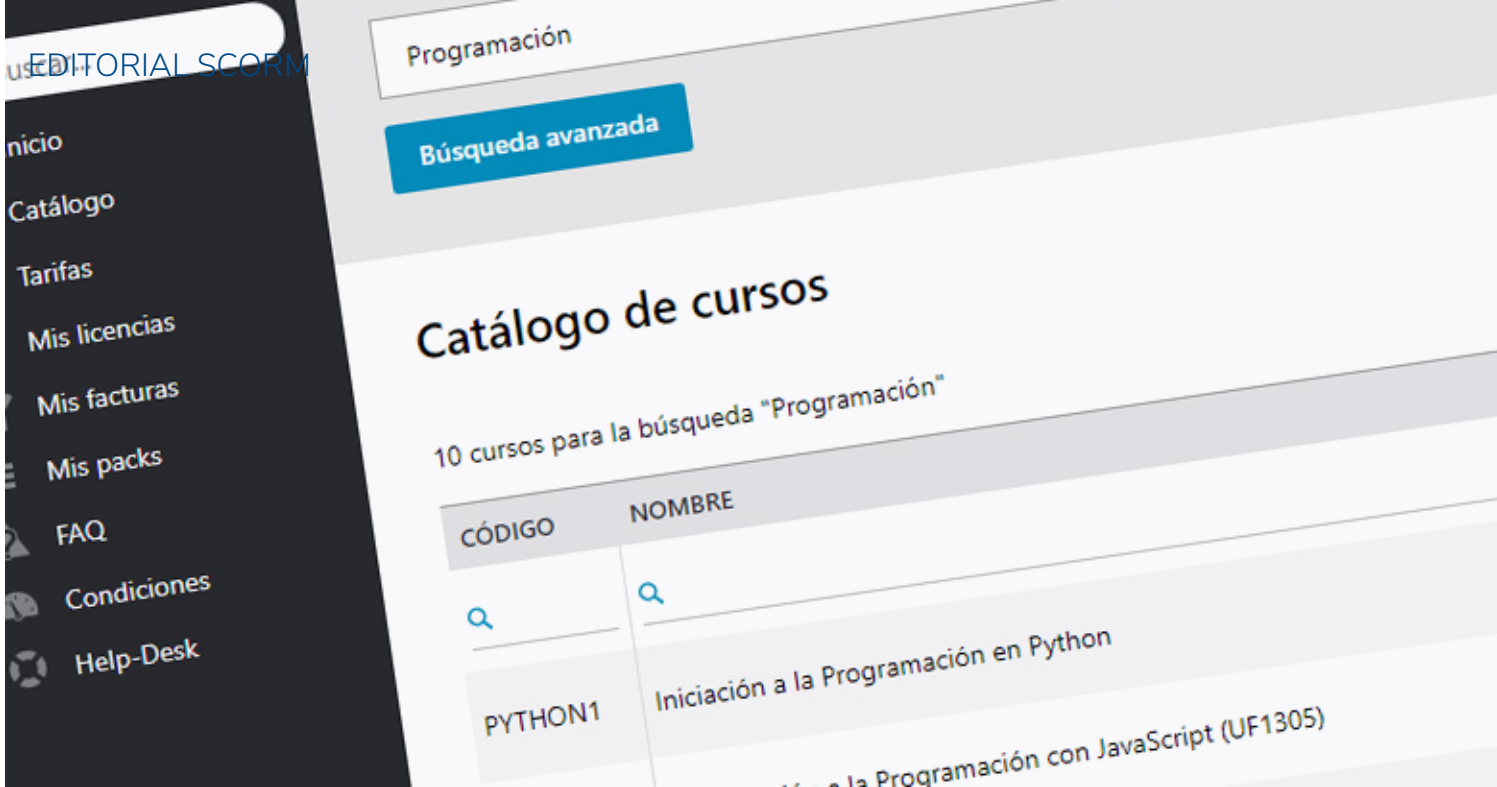 uscar...
EDITORIAL SCORM
nicio
Catálogo
Tarifas
Mis licencias
Mis facturas
Mis packs
FAQ
Condiciones
Help-Desk
Programación
Búsqueda avanzada
Catálogo de cursos
10 cursos para la búsqueda "Programación"
CÓDIGO NOMBRE
PYTHON1 Iniciación a la Programación en Python
a la Programación con JavaScript (UF1305)